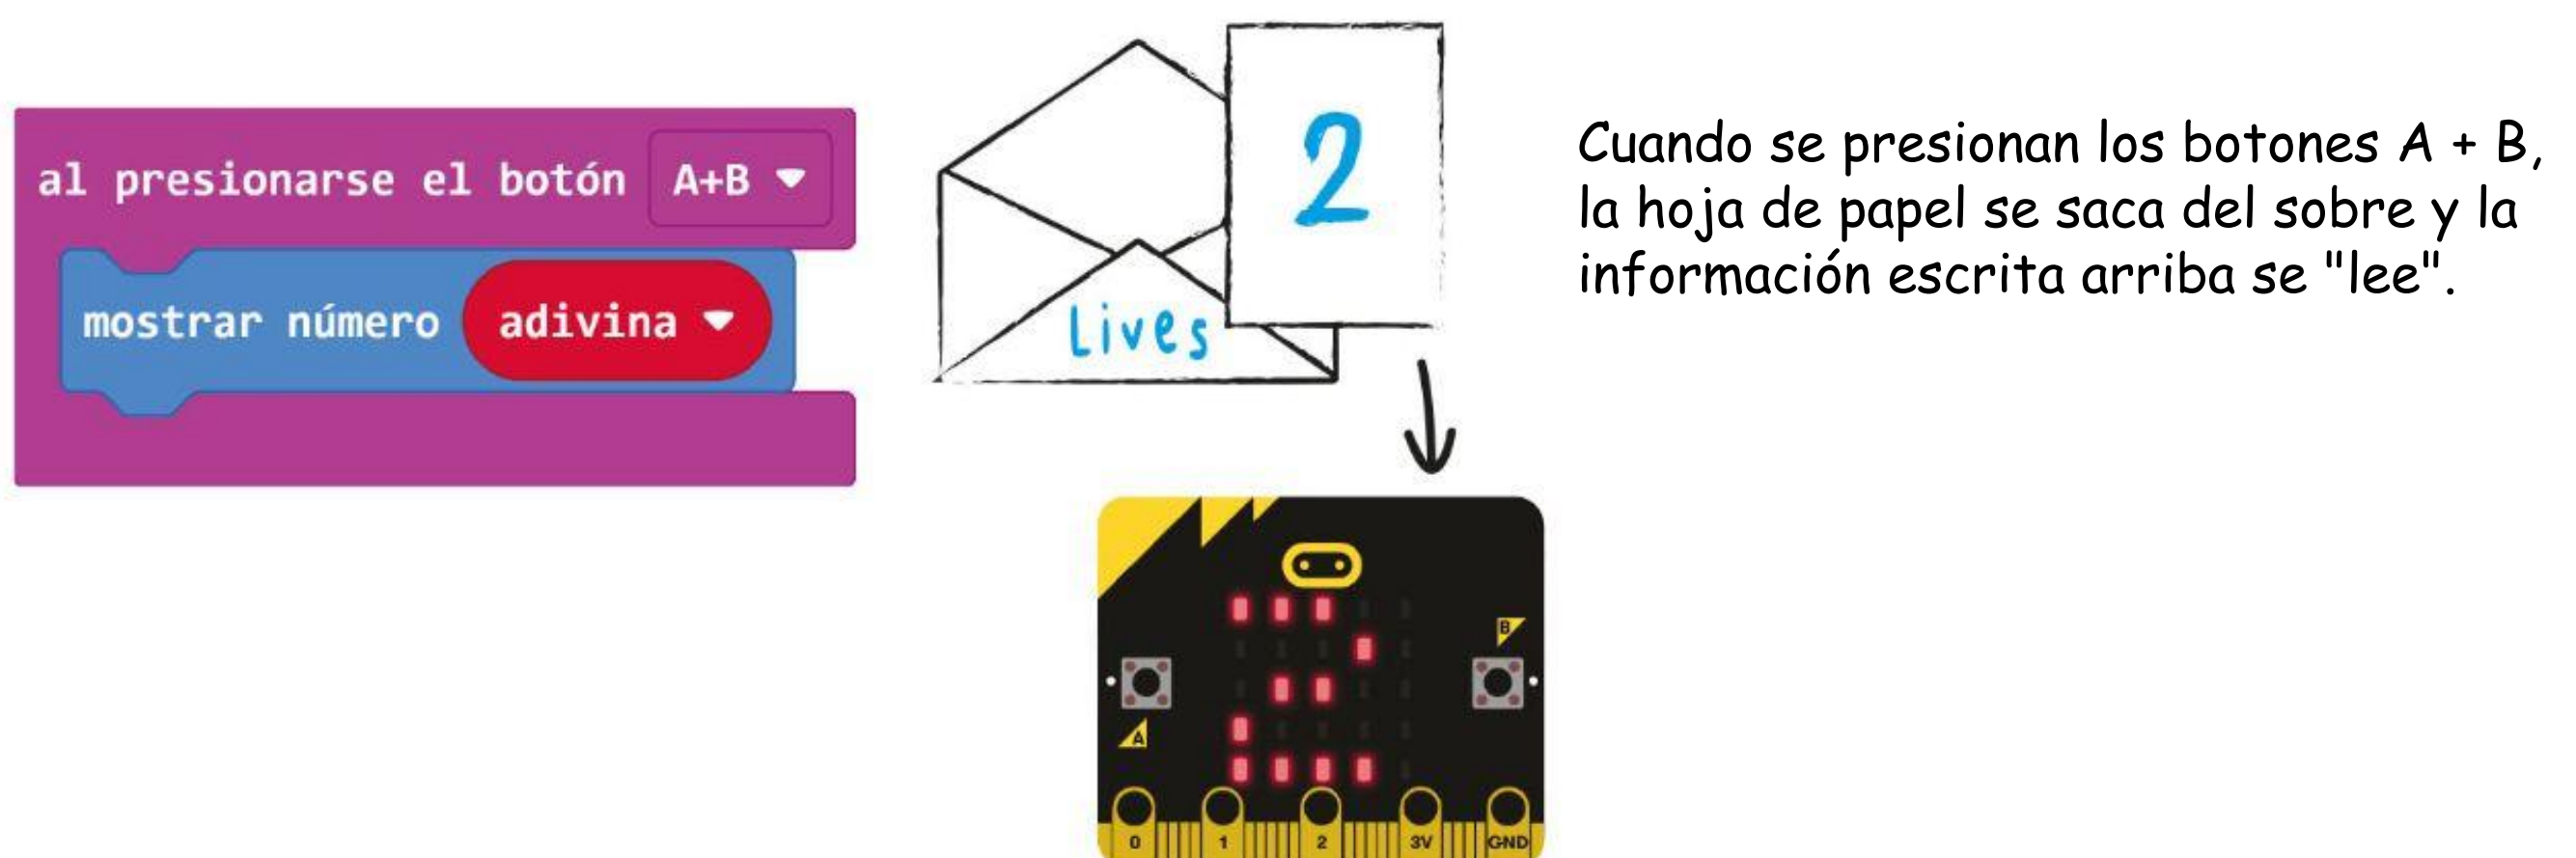 al presionarse el botón A+B
mostrar número adivina
2
Lives
Cuando se presionan los botones A + B,
la hoja de papel se saca del sobre y la
información escrita arriba se "lee".
B
A
0 1 2 3V GND